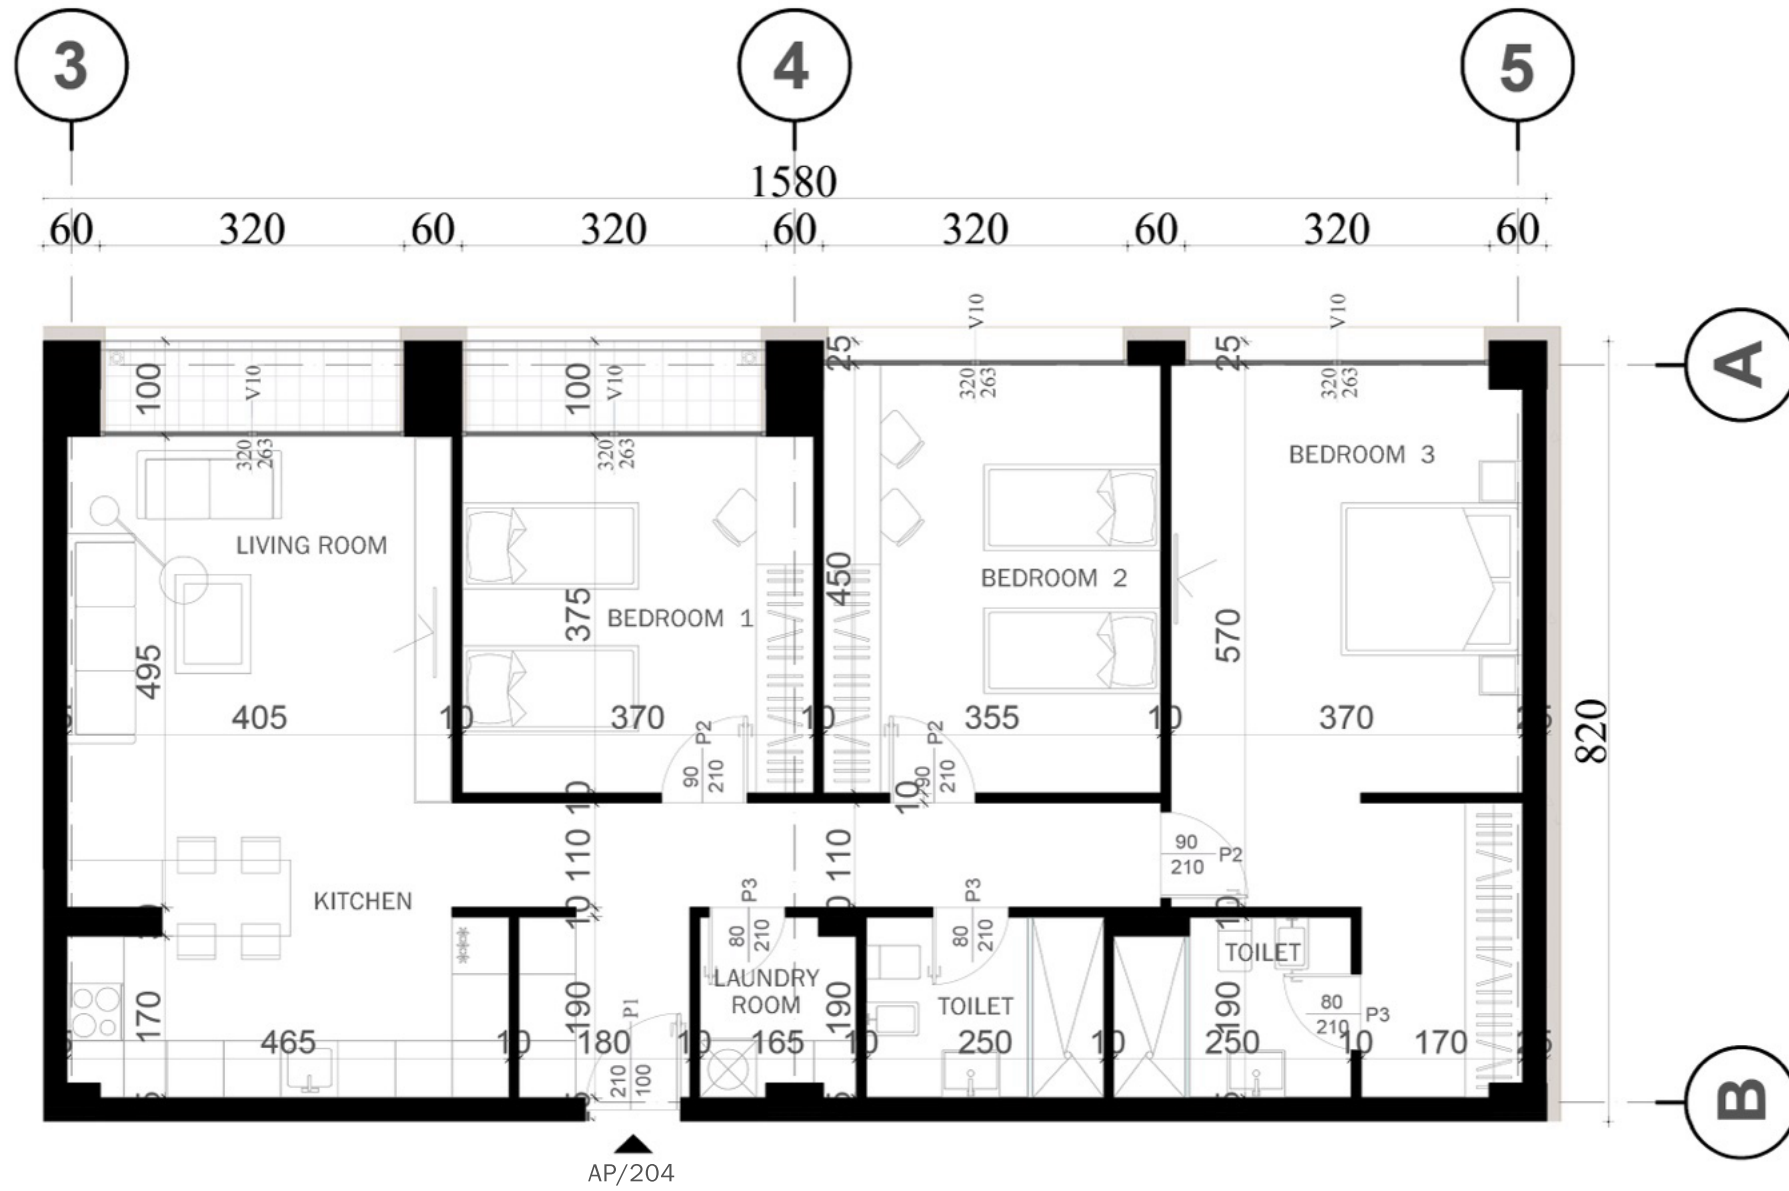 3
4
5
1580
60 320 60 320 60 320 60 320 60
V10
V10
25
25
A
100
V10
100
V10
320
263
320
263
320
263
320
263
BEDROOM 3
LIVING ROOM
450
BEDROOM 2
375
BEDROOM 1
570
495
405 10 370 10 355 10 370
820
90
210
P2
90
210
P2
10
10
110
110
90
210
P2
KITCHEN
P3
P3
10
10
80
210
80
210
TOILET
LAUNDRY
ROOM
TOILET
170
190
190
190
P1
80
210
P3
465 10 180 10 165 10 250 10 250 10 170
210
100
B
AP/204